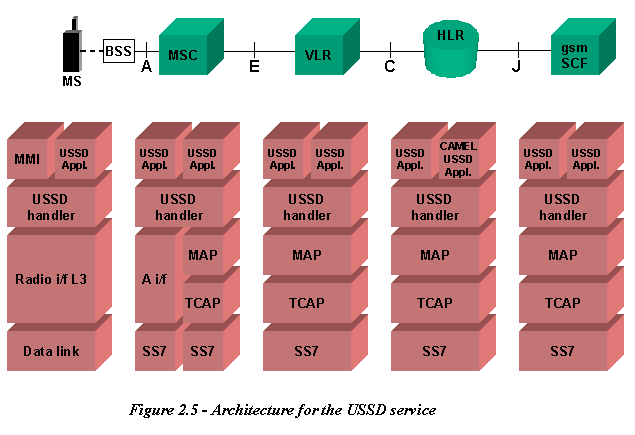 HLR
MS
BSS
A
MSC
E
VLR
C
J
gsm
SCF
MMI
USSD
Appl.
USSD
Appl.
USSD
Appl.
USSD
Appl.
USSD
Appl.
USSD
Appl.
CAMEL
USSD
Appl.
USSD
Appl.
USSD
Appl.
USSD
handler
USSD
handler
USSD
handler
USSD
handler
USSD
handler
Radio i/f L3
A i/f
MAP
TCAP
MAP
TCAP
MAP
TCAP
MAP
TCAP
Data link
SS7
SS7
SS7
SS7
SS7
Figure 2.5 - Architecture for the USSD service